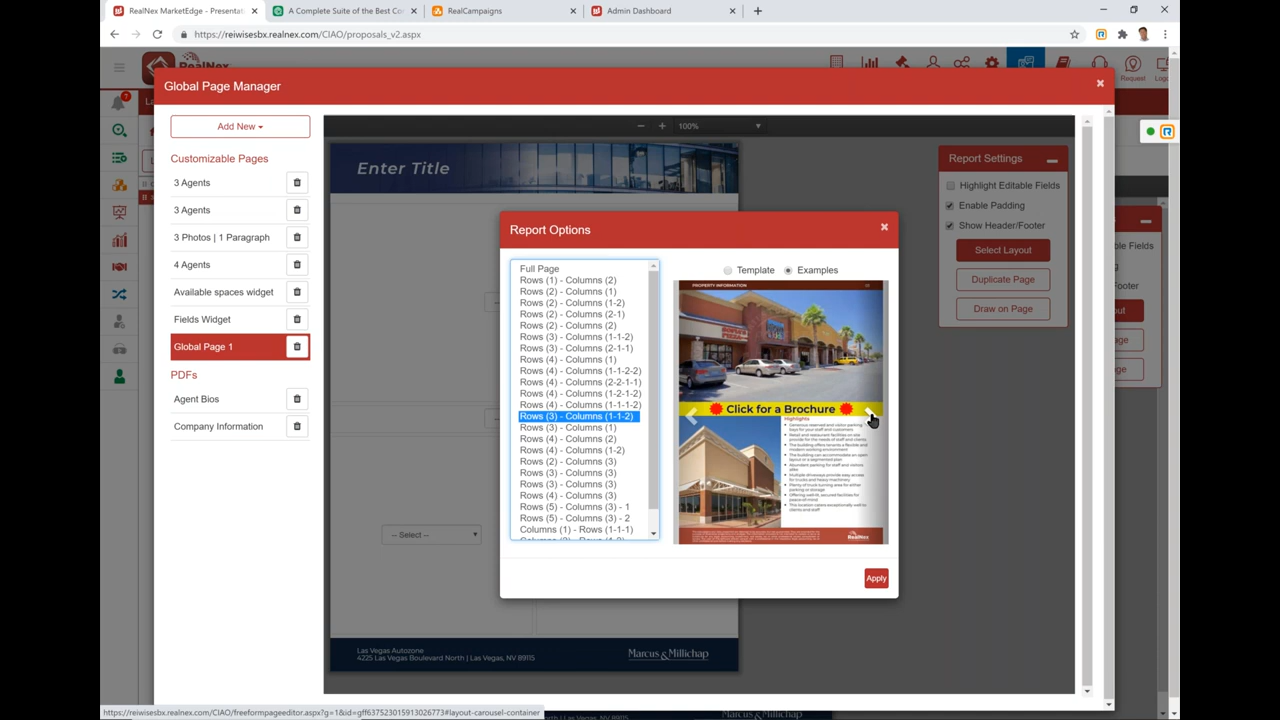 RealNex MarketEdge - Presentat
A Complete Suite of the Best Co
RealCampaigns
Admin Dashboard
https://reiwisesbx.realnex.com/CIAO/proposals_v2.aspx
RealNex
Request
Global Page Manager
Add New
100%
Customizable Pages
3 Agents
3 Agents
3 Photos | 1 Paragraph
4 Agents
Available spaces widget
Fields Widget
Global Page 1
PDFs
Agent Bios
Company Information
Enter Title
Report Settings
Highlight Editable Fields
Enable Padding
Show Header/Footer
Select Layout
Duplicate Page
Draw on Page
Report Options
Full Page
Rows (1) - Columns (2)
Rows (2) - Columns (1)
Rows (2) - Columns (1-2)
Rows (2) - Columns (2-1)
Rows (2) - Columns (2)
Rows (3) - Columns (1-1-2)
Rows (3) - Columns (2-1-1)
Rows (4) - Columns (1)
Rows (4) - Columns (1-1-2-2)
Rows (4) - Columns (2-2-1-1)
Rows (4) - Columns (1-2-1-2)
Rows (4) - Columns (1-1-1-2)
Rows (3) - Columns (1-1-2)
Rows (3) - Columns (1)
Rows (4) - Columns (2)
Rows (4) - Columns (1-2)
Rows (2) - Columns (3)
Rows (3) - Columns (3)
Rows (3) - Columns (3)
Rows (4) - Columns (3)
Rows (5) - Columns (3) - 1
Rows (5) - Columns (3) - 2
Columns (1) - Rows (1-1-1)
Template
Examples
PROPERTY INFORMATION
Click for a Brochure
Highlights
RealNex
Apply
-- Select --
Las Vegas Autozone
4225 Las Vegas Boulevard North | Las Vegas, NV 89115
Marcus & Millichap
https://reiwisesbx.realnex.com/CIAO/freeformpageeditor.aspx?g=1&id=gff637523015913026773#layout-carousel-container